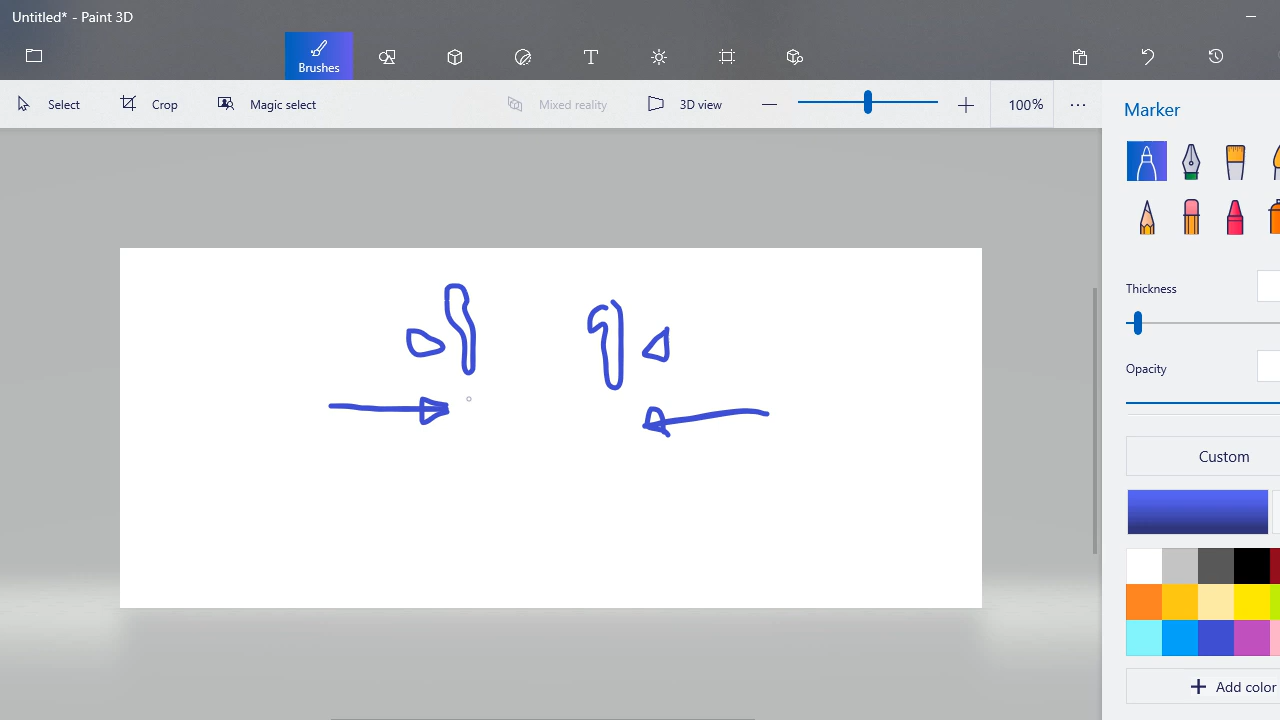 Untitled* - Paint 3D
Brushes
Select
Crop
Magic select
Mixed reality
3D view
100%
Marker
Thickness
Opacity
Custom
Add color